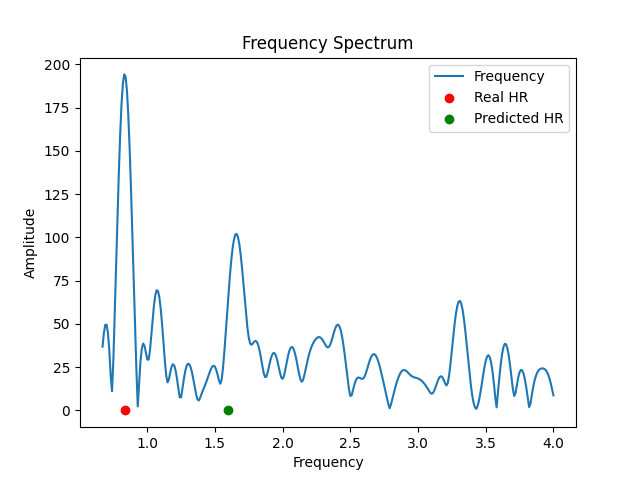 Frequency Spectrum
Frequency
Real HR
Predicted HR
200
175
150
125
100
75
50
25
0
Amplitude
1.0 1.5 2.0 2.5 3.0 3.5 4.0
Frequency